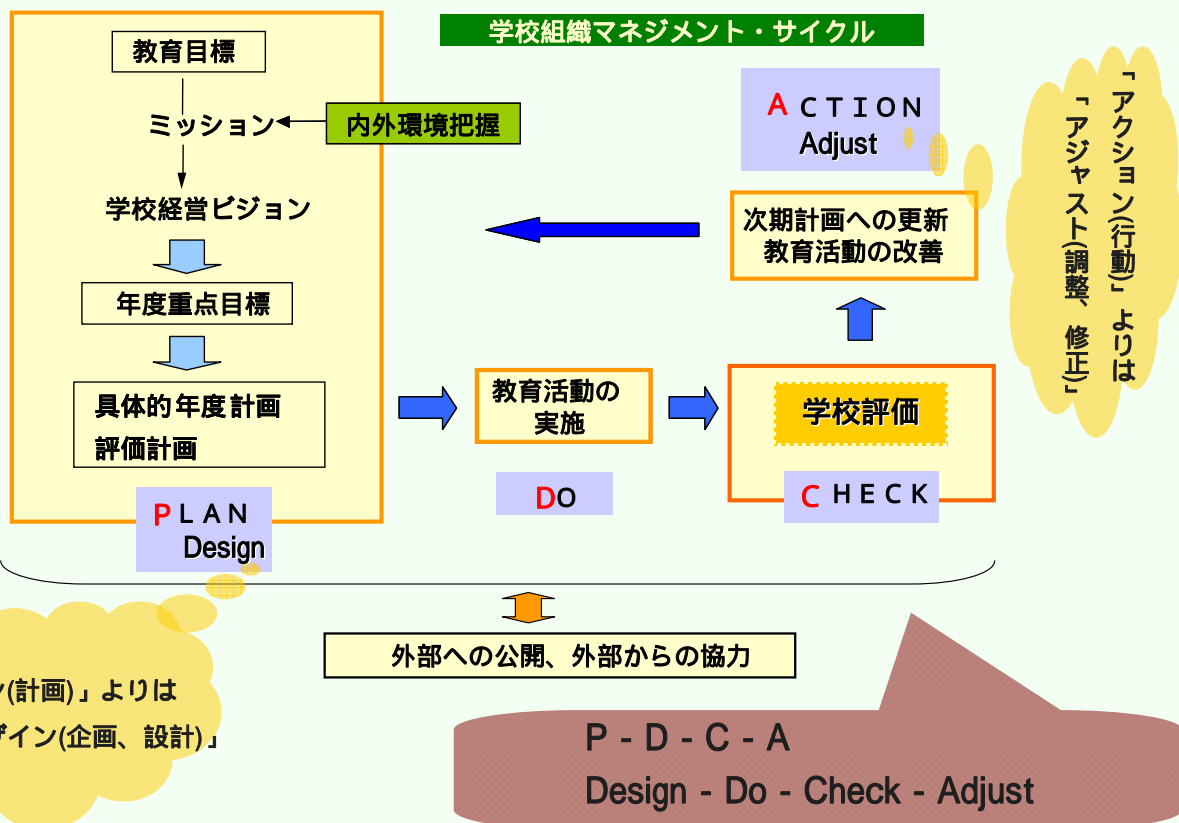 学校組織マネジメント・サイクル
教育目標
ミッション
内外環境把握
学校経営ビジョン
年度重点目標
具体的年度計画
評価計画
ＰＬＡＮ
Design
教育活動の
実施
DO
学校評価
ＣＨＥＣＫ
次期計画への更新
教育活動の改善
ＡＣＴＩＯＮ
Adjust
「アクション(行動)」よりは
「アジャスト(調整、修正)」
外部への公開、外部からの協力
(計画)」よりは
イン(企画、設計)」
P - D - C - A
Design - Do - Check - Adjust